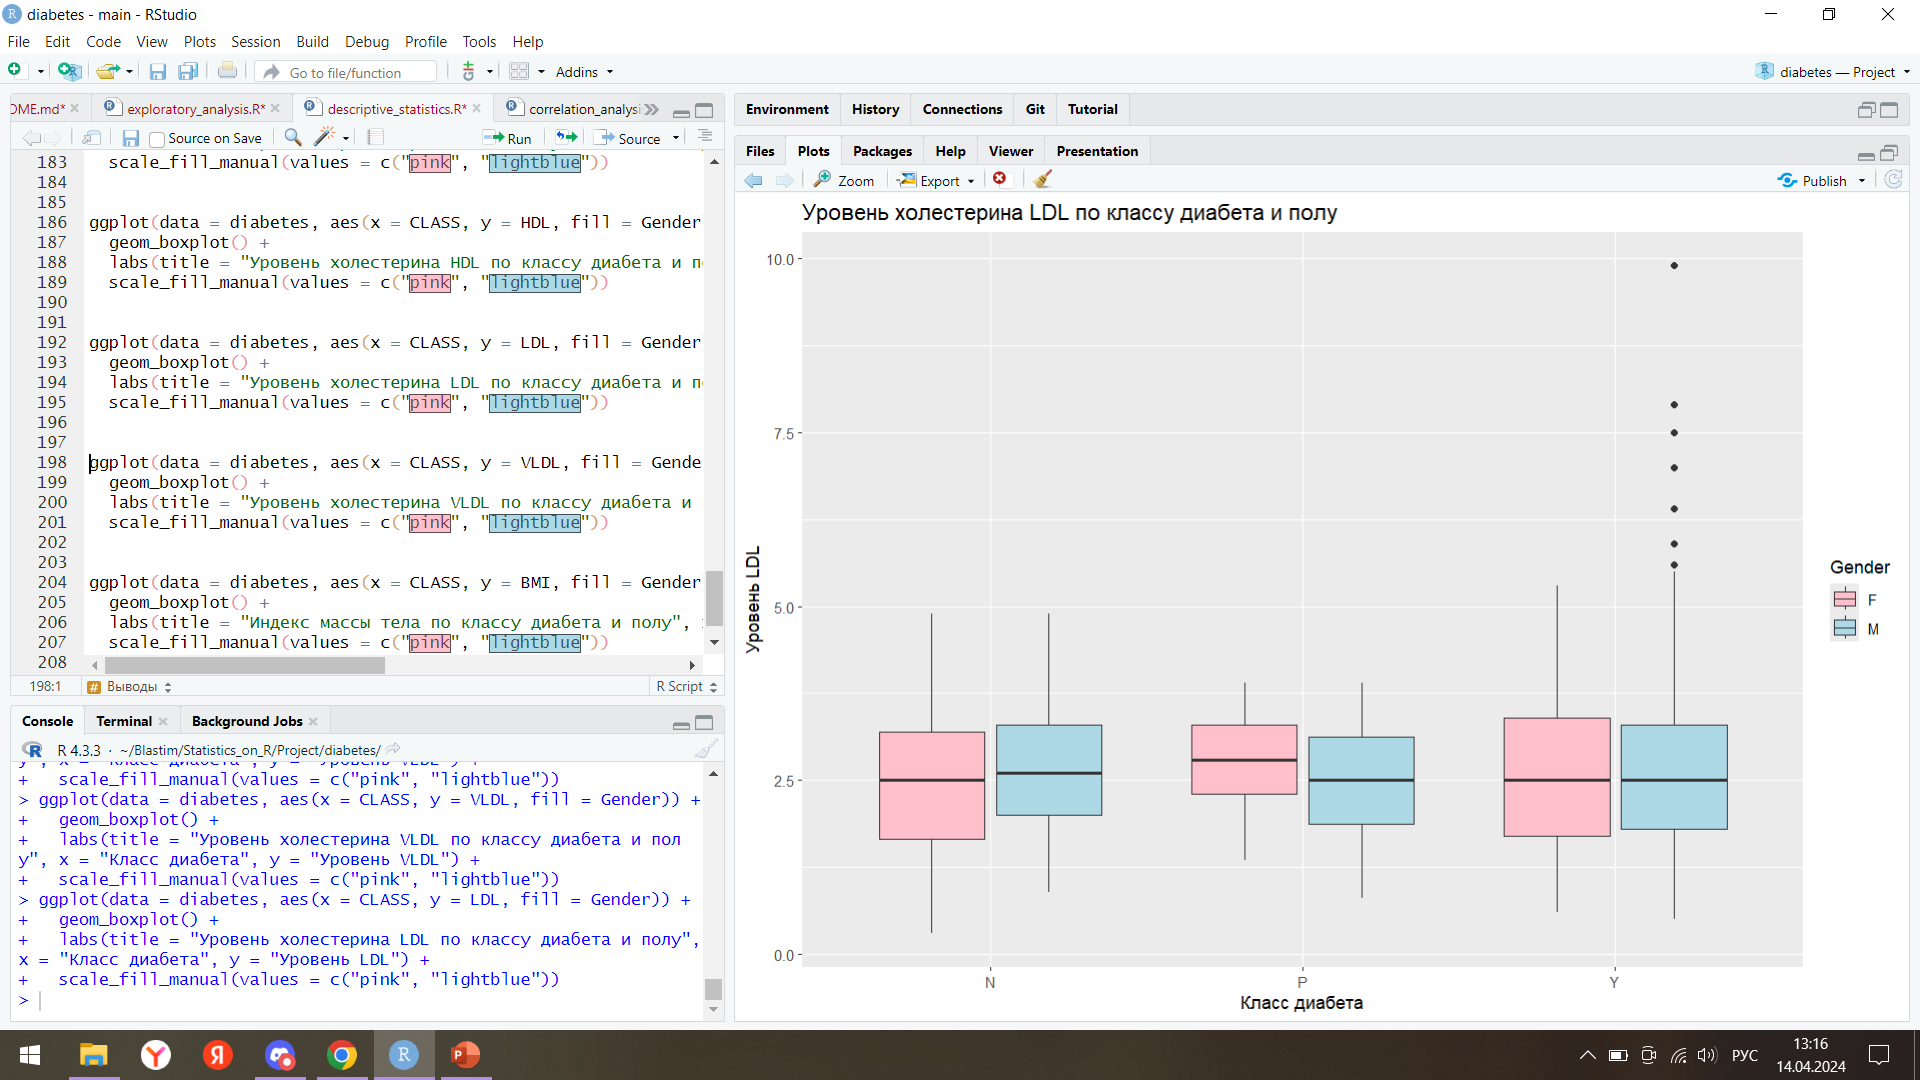 diabetes - main - RStudio
File Edit Code View Plots Session Build Debug Profile Tools Help
Go to file/function Addins diabetes — Project
OME.md* exploratory_analysis.R* descriptive_statistics.R* correlation_analysi
Source on Save Run Source
183 scale_fill_manual(values = c("pink", "lightblue"))
184
185
186 ggplot(data = diabetes, aes(x = CLASS, y = HDL, fill = Gender
187 geom_boxplot() +
188 labs(title = "Уровень холестерина HDL по классу диабета и п
189 scale_fill_manual(values = c("pink", "lightblue"))
190
191
192 ggplot(data = diabetes, aes(x = CLASS, y = LDL, fill = Gender
193 geom_boxplot() +
194 labs(title = "Уровень холестерина LDL по классу диабета и п
195 scale_fill_manual(values = c("pink", "lightblue"))
196
197
198 ggplot(data = diabetes, aes(x = CLASS, y = VLDL, fill = Gende
199 geom_boxplot() +
200 labs(title = "Уровень холестерина VLDL по классу диабета и
201 scale_fill_manual(values = c("pink", "lightblue"))
202
203
204 ggplot(data = diabetes, aes(x = CLASS, y = BMI, fill = Gender
205 geom_boxplot() +
206 labs(title = "Индекс массы тела по классу диабета и полу",
207 scale_fill_manual(values = c("pink", "lightblue"))
208
198:1 # Выводы R Script
Console Terminal Background Jobs
R 4.3.3 · ~/Blastim/Statistics_on_R/Project/diabetes/
y", x = "Класс диабета", y = "Уровень VLDL") +
+ scale_fill_manual(values = c("pink", "lightblue"))
> ggplot(data = diabetes, aes(x = CLASS, y = VLDL, fill = Gender)) +
+ geom_boxplot() +
+ labs(title = "Уровень холестерина VLDL по классу диабета и пол
y", x = "Класс диабета", y = "Уровень VLDL") +
+ scale_fill_manual(values = c("pink", "lightblue"))
> ggplot(data = diabetes, aes(x = CLASS, y = LDL, fill = Gender)) +
+ geom_boxplot() +
+ labs(title = "Уровень холестерина LDL по классу диабета и полу",
x = "Класс диабета", y = "Уровень LDL") +
+ scale_fill_manual(values = c("pink", "lightblue"))
>
Environment History Connections Git Tutorial
Files Plots Packages Help Viewer Presentation
Zoom Export Publish
Уровень холестерина LDL по классу диабета и полу
10.0
7.5
5.0
2.5
0.0
Уровень LDL
N P Y
Класс диабета
Gender
F
M
РУС
13:16
14.04.2024